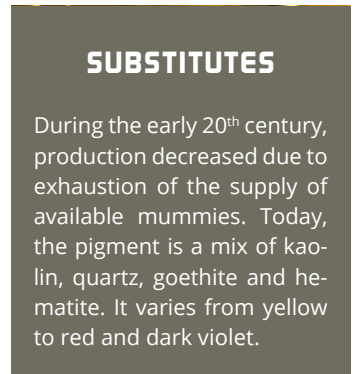 SUBSTITUTES
During the early 20th century,
production decreased due to
exhaustion of the supply of
available mummies. Today,
the pigment is a mix of kao-
lin, quartz, goethite and he-
matite. It varies from yellow
to red and dark violet.